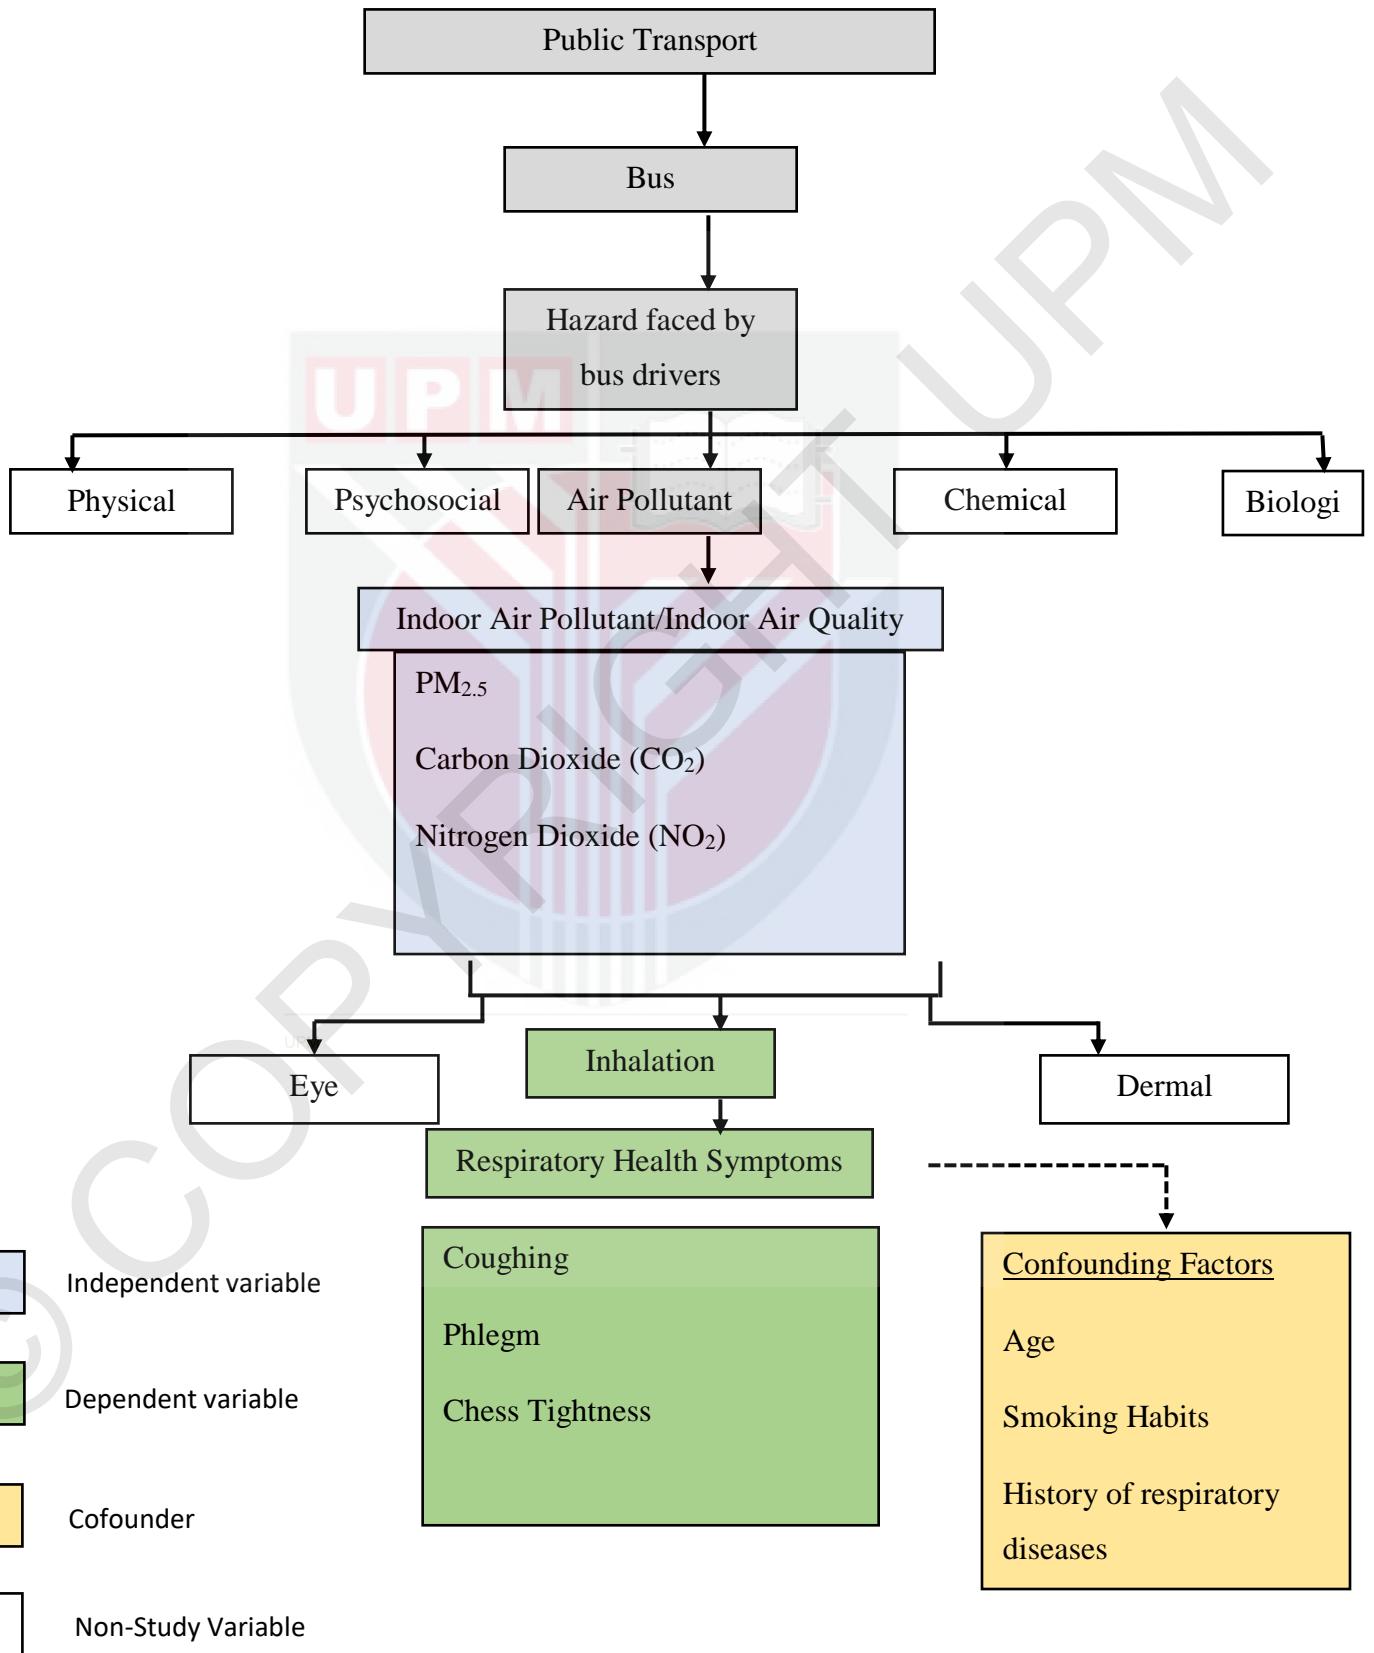 Public Transport
Bus
Hazard faced by
bus drivers
UPM
Physical
Psychosocial
Air Pollutant
Chemical
Biologi
Indoor Air Pollutant/Indoor Air Quality
PM2.5
Carbon Dioxide (CO2)
Nitrogen Dioxide (NO2)
Eye
Inhalation
Dermal
Respiratory Health Symptoms
Coughing
Phlegm
Chess Tightness
Confounding Factors
Age
Smoking Habits
History of respiratory
diseases
Independent variable
Dependent variable
Cofounder
Non-Study Variable
© COPYRIGHT UPM